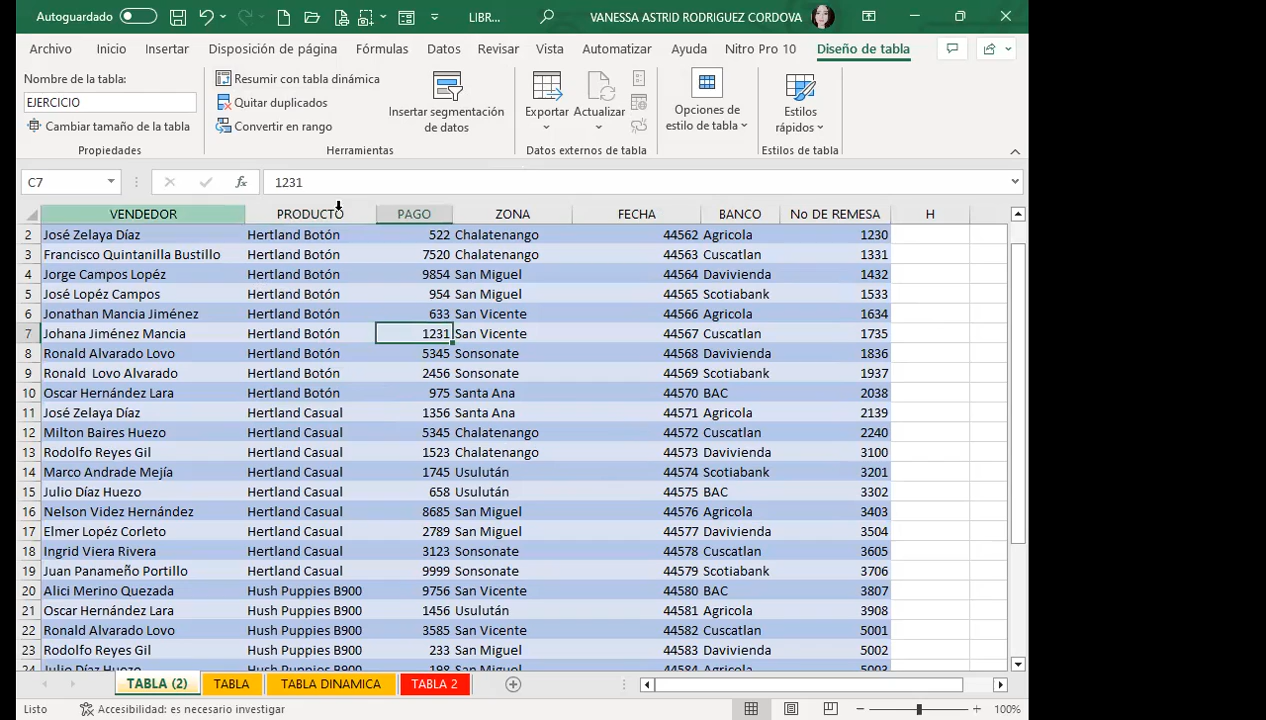 Autoguardado
LIBR...
VANESSA ASTRID RODRIGUEZ CORDOVA
Archivo Inicio Insertar Disposición de página Fórmulas Datos Revisar Vista Automatizar Ayuda Nitro Pro 10 Diseño de tabla
Nombre de la tabla:
EJERCICIO
Cambiar tamaño de la tabla
Propiedades
Resumir con tabla dinámica
Quitar duplicados
Convertir en rango
Insertar segmentación
de datos
Herramientas
Exportar
Actualizar
Datos externos de tabla
Opciones de
estilo de tabla
Estilos
rápidos
Estilos de tabla
C7 fx 1231
VENDEDOR PRODUCTO PAGO ZONA FECHA BANCO No DE REMESA H
2 José Zelaya Díaz Hertland Botón 522 Chalatenango 44562 Agricola 1230
3 Francisco Quintanilla Bustillo Hertland Botón 7520 Chalatenango 44563 Cuscatlan 1331
4 Jorge Campos Lopéz Hertland Botón 9854 San Miguel 44564 Davivienda 1432
5 José Lopéz Campos Hertland Botón 954 San Miguel 44565 Scotiabank 1533
6 Jonathan Mancia Jiménez Hertland Botón 633 San Vicente 44566 Agricola 1634
7 Johana Jiménez Mancia Hertland Botón 1231 San Vicente 44567 Cuscatlan 1735
8 Ronald Alvarado Lovo Hertland Botón 5345 Sonsonate 44568 Davivienda 1836
9 Ronald  Lovo Alvarado Hertland Botón 2456 Sonsonate 44569 Scotiabank 1937
10 Oscar Hernández Lara Hertland Botón 975 Santa Ana 44570 BAC 2038
11 José Zelaya Díaz Hertland Casual 1356 Santa Ana 44571 Agricola 2139
12 Milton Baires Huezo Hertland Casual 5345 Chalatenango 44572 Cuscatlan 2240
13 Rodolfo Reyes Gil Hertland Casual 1523 Chalatenango 44573 Davivienda 3100
14 Marco Andrade Mejía Hertland Casual 1745 Usulután 44574 Scotiabank 3201
15 Julio Díaz Huezo Hertland Casual 658 Usulután 44575 BAC 3302
16 Nelson Videz Hernández Hertland Casual 8685 San Miguel 44576 Agricola 3403
17 Elmer Lopéz Corleto Hertland Casual 2789 San Miguel 44577 Davivienda 3504
18 Ingrid Viera Rivera Hertland Casual 3123 Sonsonate 44578 Cuscatlan 3605
19 Juan Panameño Portillo Hertland Casual 9999 Sonsonate 44579 Scotiabank 3706
20 Alici Merino Quezada Hush Puppies B900 9756 San Vicente 44580 BAC 3807
21 Oscar Hernández Lara Hush Puppies B900 1456 Usulután 44581 Agricola 3908
22 Ronald Alvarado Lovo Hush Puppies B900 3585 San Vicente 44582 Cuscatlan 5001
23 Rodolfo Reyes Gil Hush Puppies B900 233 San Miguel 44583 Davivienda 5002
24 Julio Díaz Huezo Hush Puppies B900 198 San Miguel 44584 Agricola 5003
TABLA (2) TABLA TABLA DINAMICA TABLA 2
Listo Accesibilidad: es necesario investigar 100%